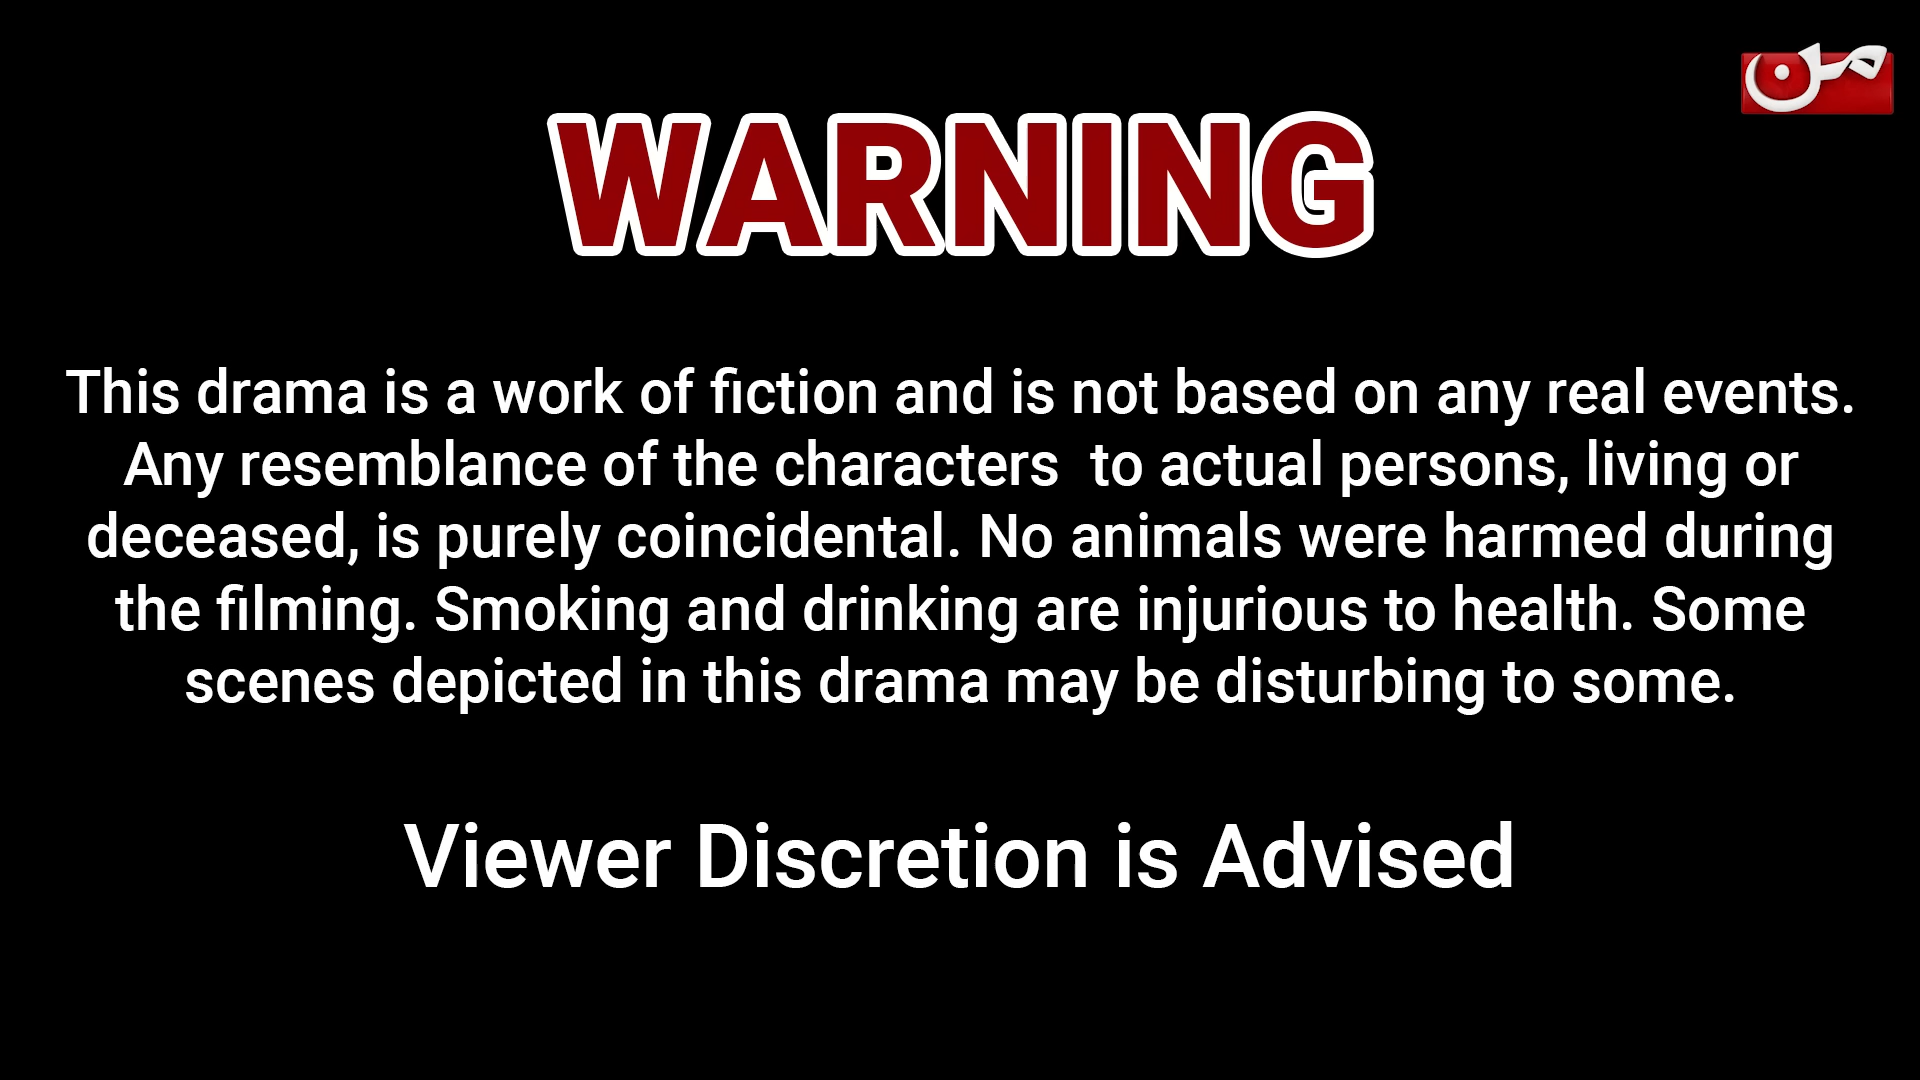 من
WARNING
This drama is a work of fiction and is not based on any real events.
Any resemblance of the characters  to actual persons, living or
deceased, is purely coincidental. No animals were harmed during
the filming. Smoking and drinking are injurious to health. Some
scenes depicted in this drama may be disturbing to some.
Viewer Discretion is Advised